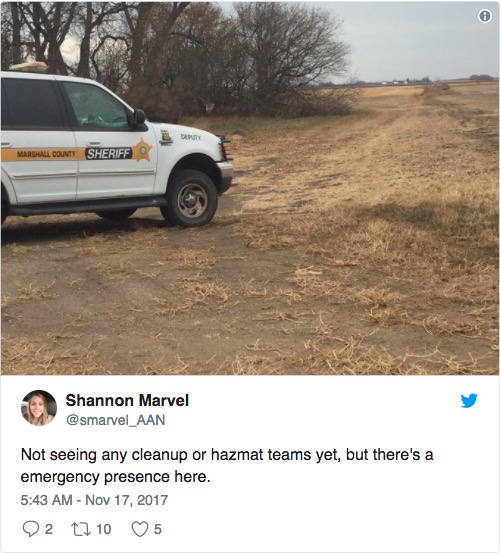 MARSHALL COUNTY SHERIFF DEPUTY
Shannon Marvel
@smarvel_AAN
Not seeing any cleanup or hazmat teams yet, but there's a
emergency presence here.
5:43 AM - Nov 17, 2017
2 10 5